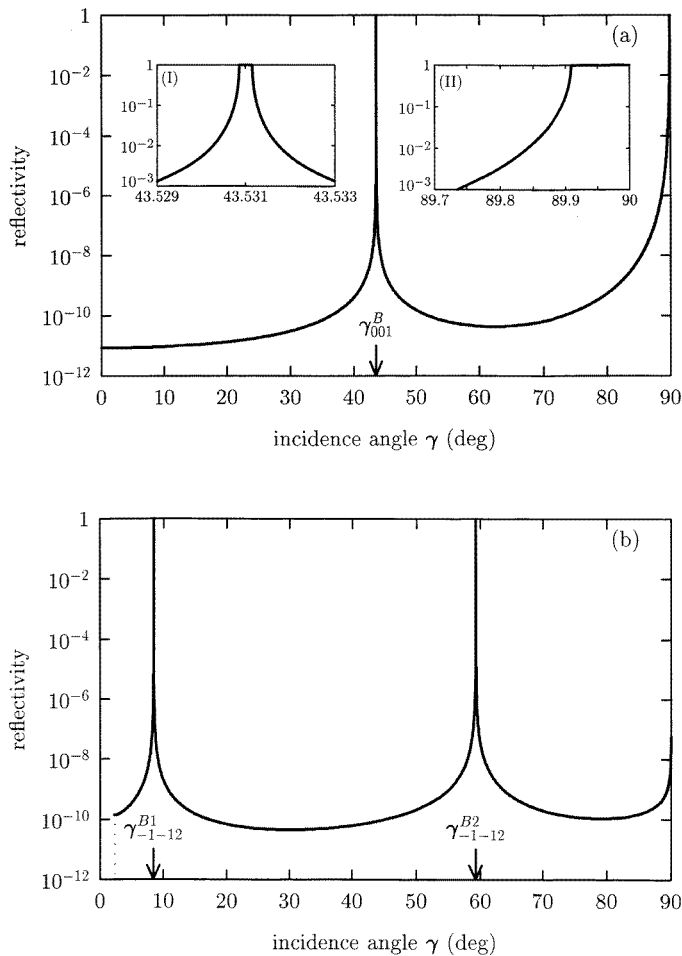 1
(a)
(I)
1
10⁻¹
10⁻²
10⁻³
43.529 43.531 43.533
(II)
1
10⁻¹
10⁻²
10⁻³
89.7 89.8 89.9 90
10⁻²
10⁻⁴
10⁻⁶
10⁻⁸
10⁻¹⁰
10⁻¹²
reflectivity
γ^B_001
0 10 20 30 40 50 60 70 80 90
incidence angle γ (deg)
1
(b)
10⁻²
10⁻⁴
10⁻⁶
10⁻⁸
10⁻¹⁰
10⁻¹²
reflectivity
γ^B1_-1-12
γ^B2_-1-12
0 10 20 30 40 50 60 70 80 90
incidence angle γ (deg)